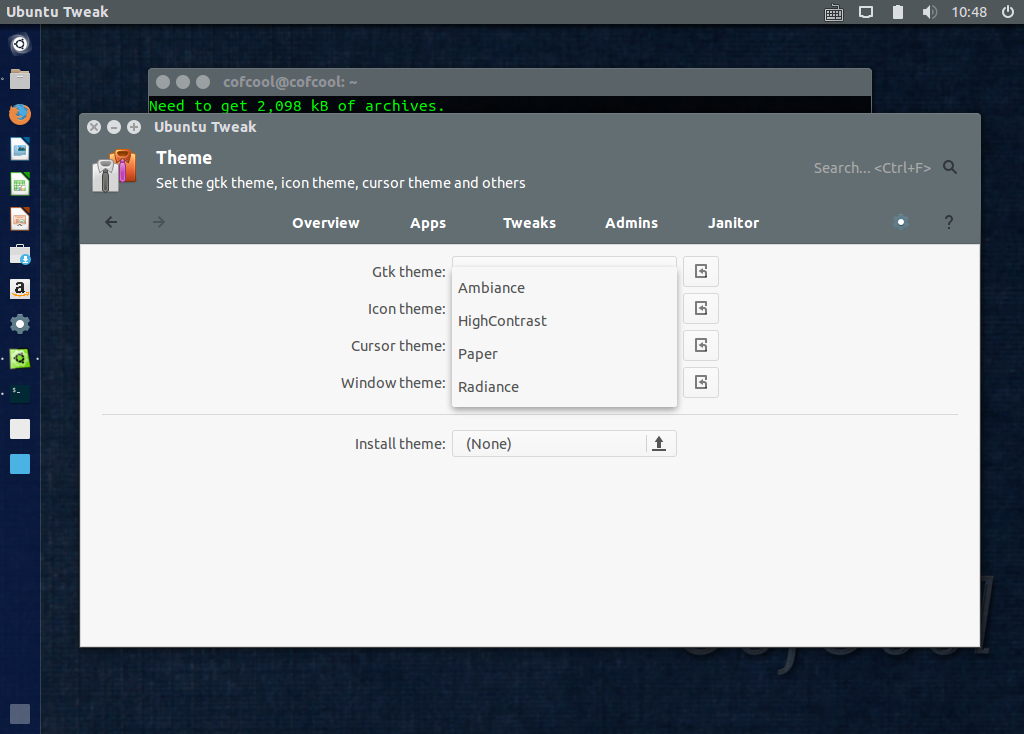 Ubuntu Tweak
10:48
cofcool@cofcool: ~
Need to get 2,098 kB of archives.
Ubuntu Tweak
Theme
Set the gtk theme, icon theme, cursor theme and others
Search... <Ctrl+F>
Overview Apps Tweaks Admins Janitor ?
Gtk theme:
Ambiance
Icon theme:
HighContrast
Cursor theme:
Paper
Window theme:
Radiance
Install theme: (None)